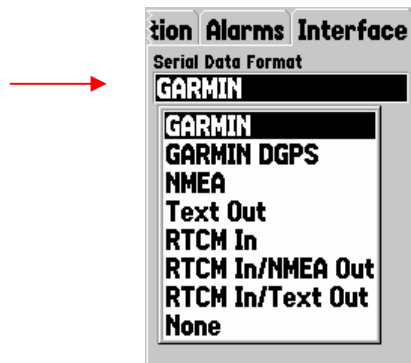 tion Alarms Interface
Serial Data Format
GARMIN
GARMIN
GARMIN DGPS
NMEA
Text Out
RTCM In
RTCM In/NMEA Out
RTCM In/Text Out
None